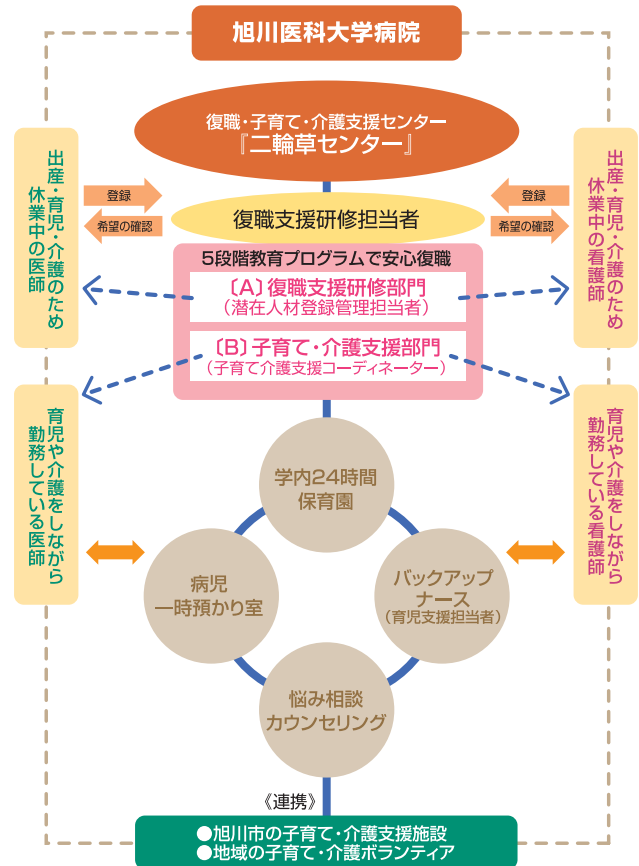 旭川医科大学病院
復職・子育て・介護支援センター
『二輪草センター』
出産・育児・介護のため
休業中の医師
登録
希望の確認
復職支援研修担当者
登録
希望の確認
出産・育児・介護のため
休業中の看護師
5段階教育プログラムで安心復職
〔A〕復職支援研修部門
（潜在人材登録管理担当者）
〔B〕子育て・介護支援部門
（子育て介護支援コーディネーター）
育児や介護をしながら
勤務している医師
育児や介護をしながら
勤務している看護師
学内24時間
保育園
病児
一時預かり室
バックアップ
ナース
（育児支援担当者）
悩み相談
カウンセリング
《連携》
●旭川市の子育て・介護支援施設
●地域の子育て・介護ボランティア